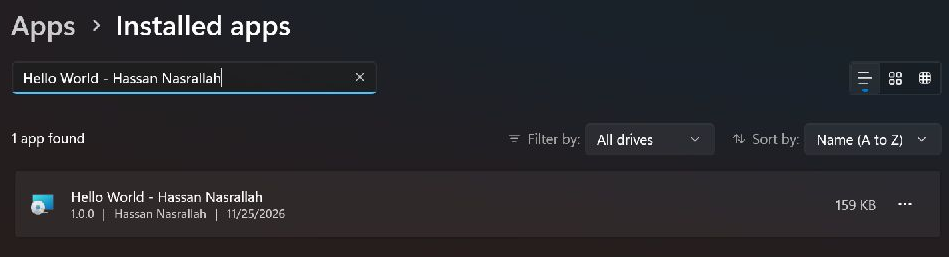 Apps > Installed apps
Hello World - Hassan Nasrallah
1 app found
Filter by: All drives
Sort by: Name (A to Z)
Hello World - Hassan Nasrallah
1.0.0 | Hassan Nasrallah | 11/25/2026
159 KB